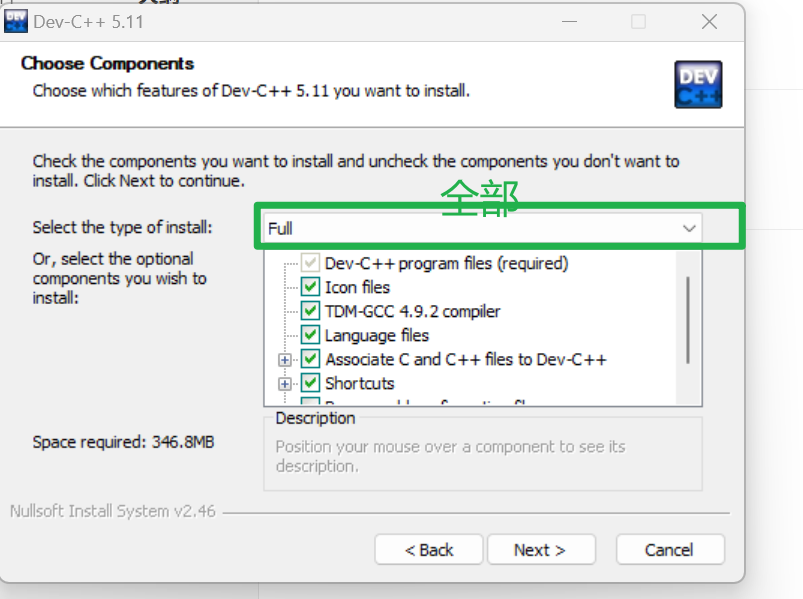 Dev-C++ 5.11
Choose Components
Choose which features of Dev-C++ 5.11 you want to install.
DEV
C++
Check the components you want to install and uncheck the components you don't want to
install. Click Next to continue.
全部
Select the type of install:
Full
Or, select the optional
components you wish to
install:
Dev-C++ program files (required)
Icon files
TDM-GCC 4.9.2 compiler
Language files
Associate C and C++ files to Dev-C++
Shortcuts
Space required: 346.8MB
Description
Position your mouse over a component to see its
description.
Nullsoft Install System v2.46
< Back
Next >
Cancel